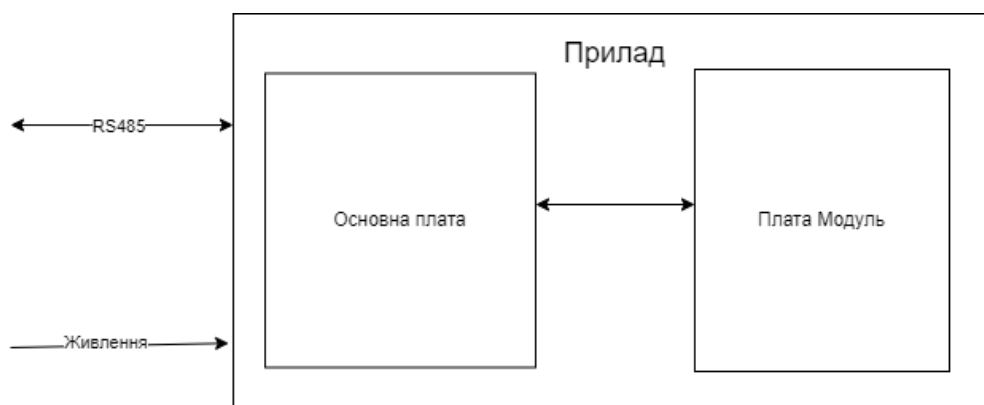 Прилад
RS485
Основна плата
Плата Модуль
Живлення